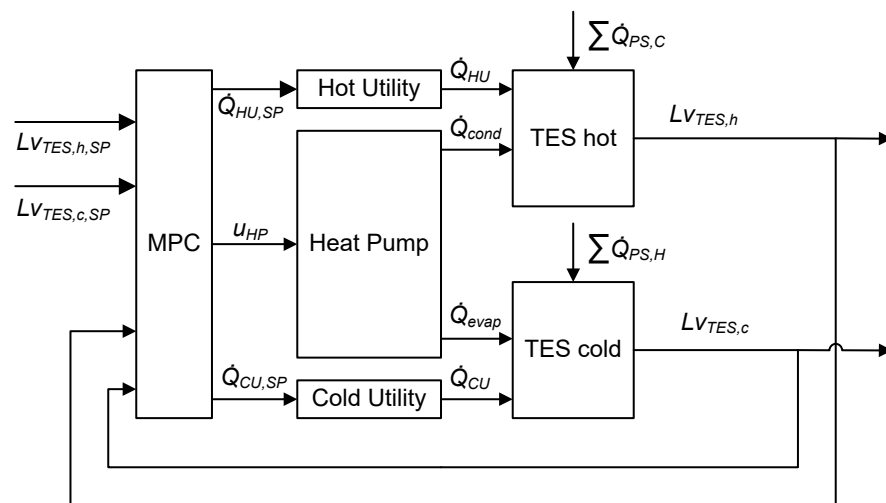 ∑ Q̇PS,C
Q̇HU
Hot Utility
Q̇HU,SP
LvTES,h,SP
Q̇cond
TES hot
LvTES,h
LvTES,c,SP
MPC
uHP
Heat Pump
∑ Q̇PS,H
Q̇evap
TES cold
LvTES,c
Q̇CU,SP
Cold Utility
Q̇CU